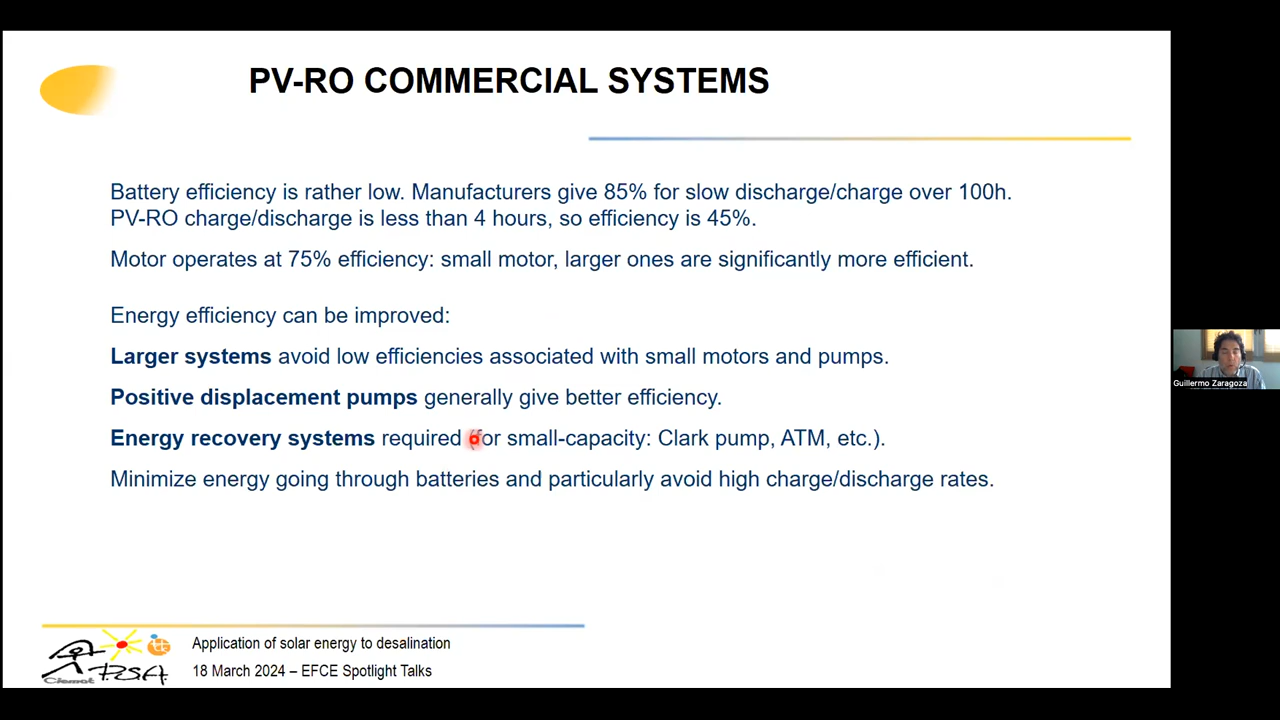 PV-RO COMMERCIAL SYSTEMS
Battery efficiency is rather low. Manufacturers give 85% for slow discharge/charge over 100h.
PV-RO charge/discharge is less than 4 hours, so efficiency is 45%.
Motor operates at 75% efficiency: small motor, larger ones are significantly more efficient.
Energy efficiency can be improved:
Larger systems avoid low efficiencies associated with small motors and pumps.
Positive displacement pumps generally give better efficiency.
Energy recovery systems required (for small-capacity: Clark pump, ATM, etc.).
Minimize energy going through batteries and particularly avoid high charge/discharge rates.
Guillermo Zaragoza
Application of solar energy to desalination
18 March 2024 – EFCE Spotlight Talks
Ciemat PSA